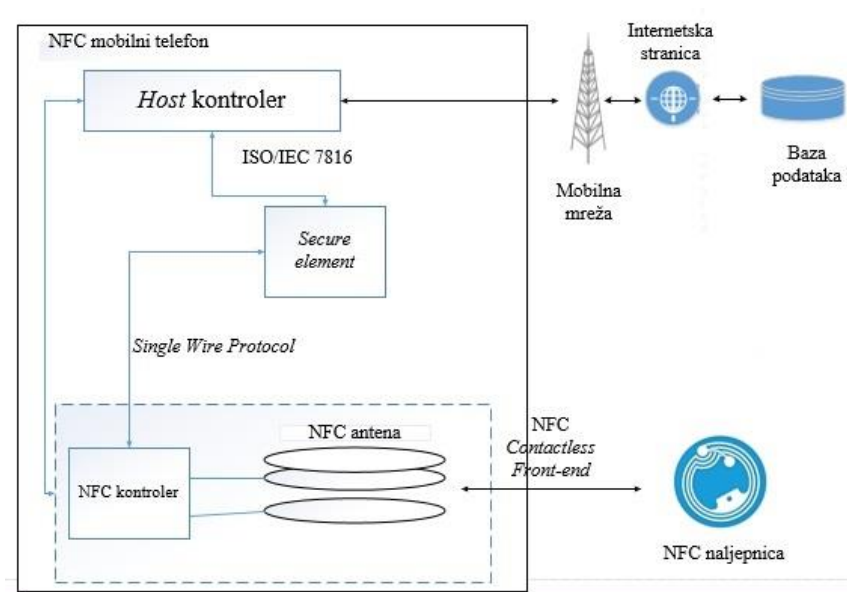 NFC mobilni telefon
Host kontroler
ISO/IEC 7816
Secure
element
Single Wire Protocol
NFC antena
NFC kontroler
NFC
Contactless
Front-end
Internetska
stranica
Mobilna
mreža
Baza
podataka
NFC naljepnica